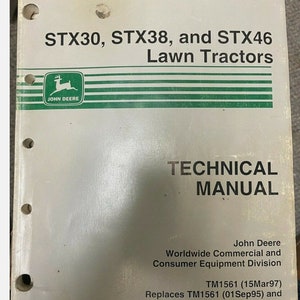 STX30, STX38, and STX46
Lawn Tractors
JOHN DEERE
TECHNICAL
MANUAL
John Deere
Worldwide Commercial and
Consumer Equipment Division
TM1561 (15Mar97)
Replaces TM1561 (01Sep95) and